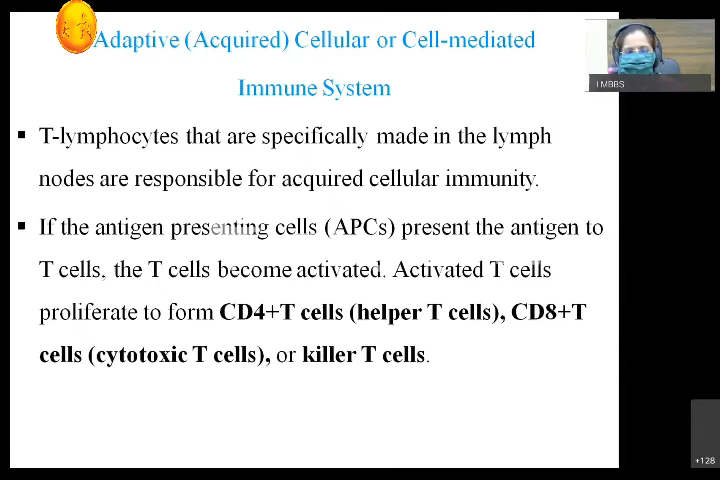 Adaptive (Acquired) Cellular or Cell-mediated
Immune System
I MBBS
▪ T-lymphocytes that are specifically made in the lymph
nodes are responsible for acquired cellular immunity.
▪ If the antigen presenting cells (APCs) present the antigen to
T cells, the T cells become activated. Activated T cells
proliferate to form CD4+T cells (helper T cells), CD8+T
cells (cytotoxic T cells), or killer T cells.
+128